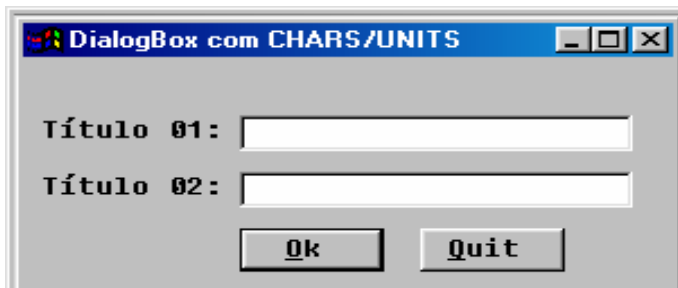 DialogBox com CHARS/UNITS
Título 01:
Título 02:
Ok Quit